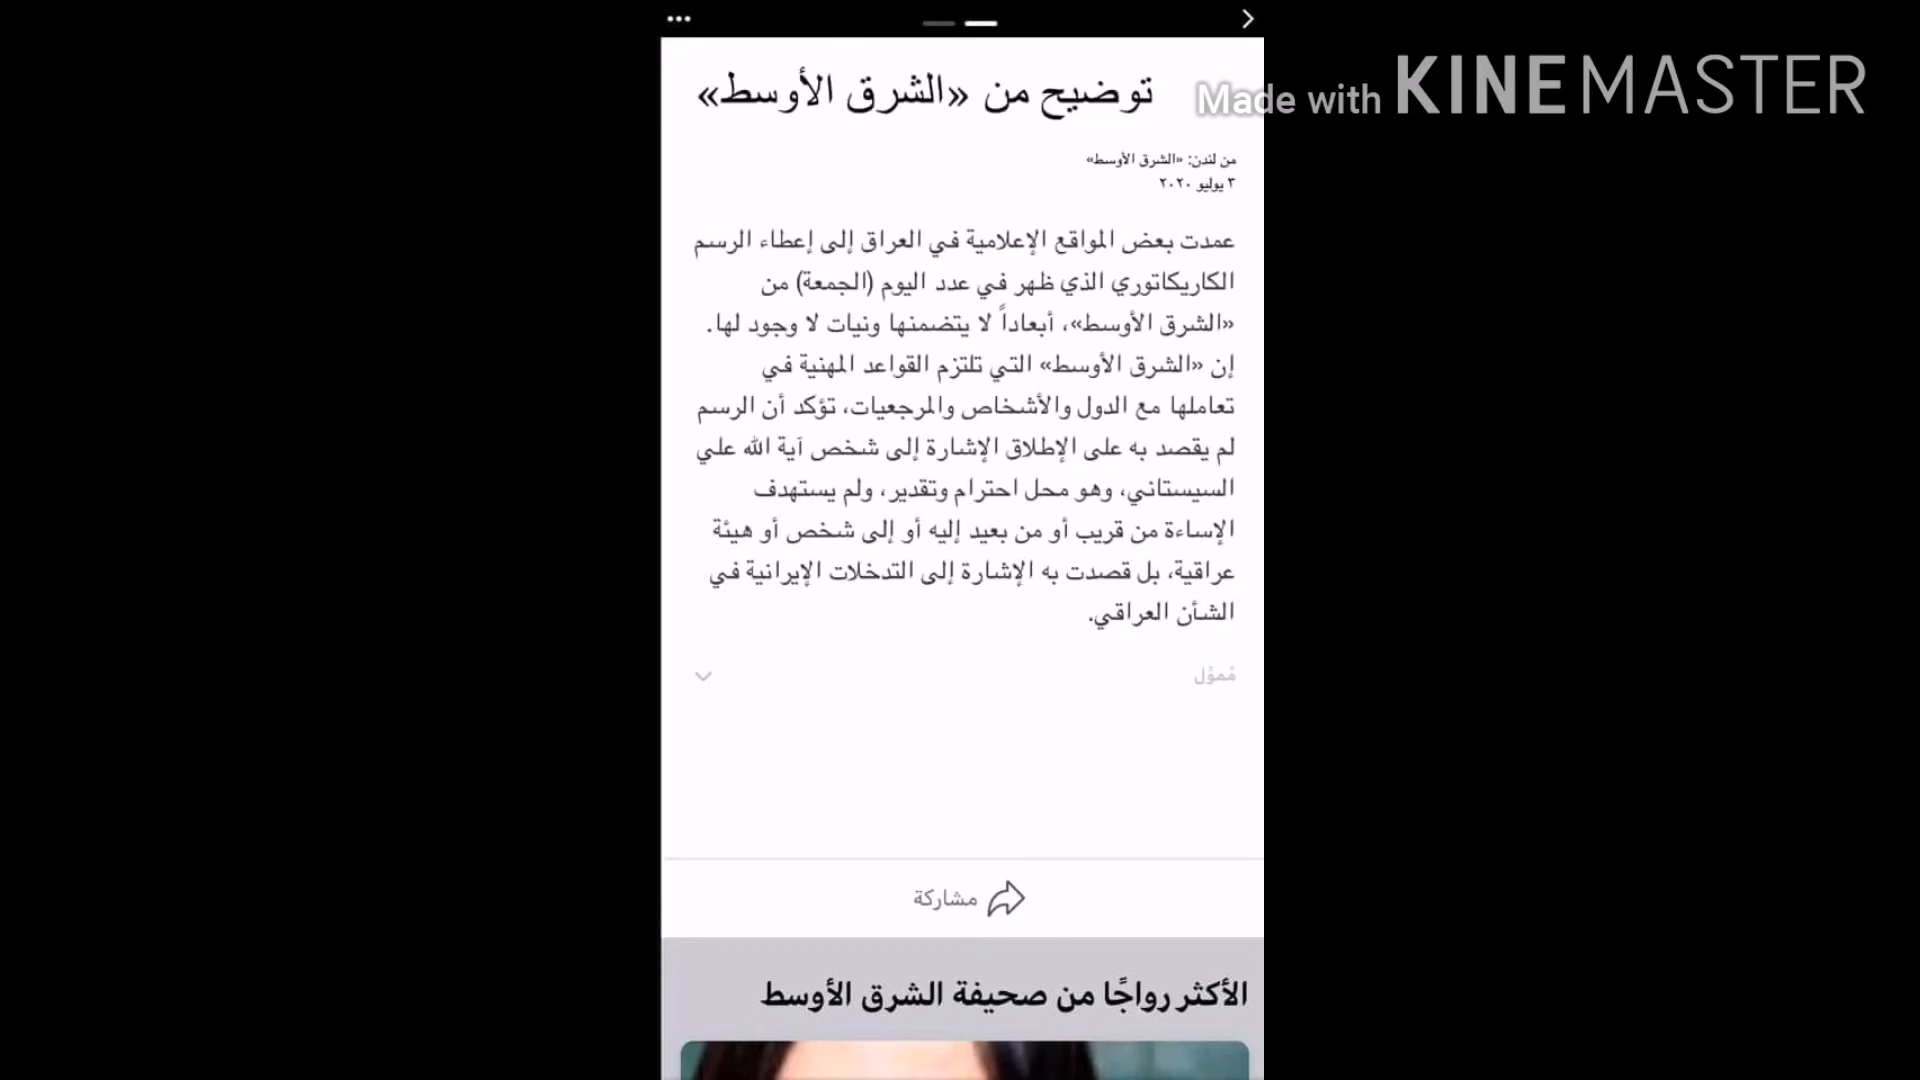 توضيح من «الشرق الأوسط»
Made with KINEMASTER
من لندن: «الشرق الأوسط»
٣ يوليو ٢٠٢٠
عمدت بعض المواقع الإعلامية في العراق إلى إعطاء الرسم
الكاريكاتوري الذي ظهر في عدد اليوم (الجمعة) من
«الشرق الأوسط»، أبعاداً لا يتضمنها ونيات لا وجود لها.
إن «الشرق الأوسط» التي تلتزم القواعد المهنية في
تعاملها مع الدول والأشخاص والمرجعيات، تؤكد أن الرسم
لم يقصد به على الإطلاق الإشارة إلى شخص آية الله علي
السيستاني، وهو محل احترام وتقدير، ولم يستهدف
الإساءة من قريب أو من بعيد إليه أو إلى شخص أو هيئة
عراقية، بل قصدت به الإشارة إلى التدخلات الإيرانية في
الشأن العراقي.
مُموَّل
مشاركة
الأكثر رواجًا من صحيفة الشرق الأوسط